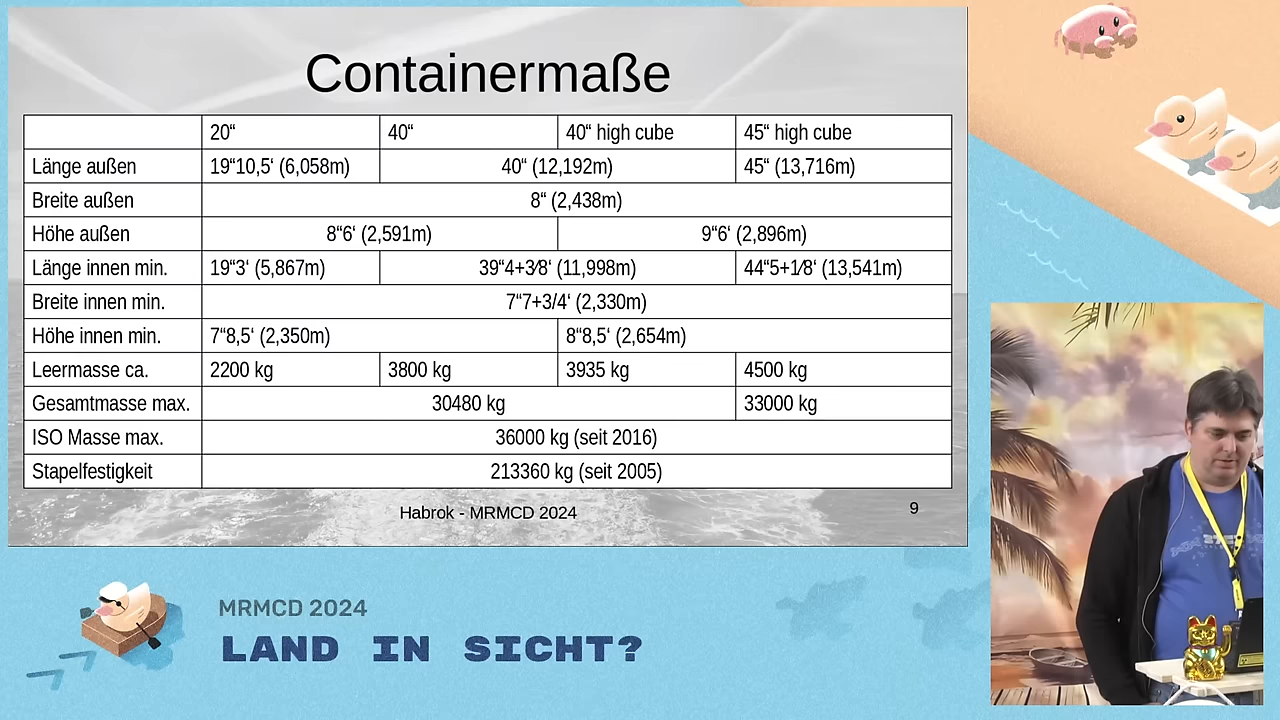 Containermaße
20“ 40“ 40“ high cube 45“ high cube
Länge außen 19“10,5‘ (6,058m) 40“ (12,192m) 45“ (13,716m)
Breite außen 8“ (2,438m)
Höhe außen 8“6‘ (2,591m) 9“6‘ (2,896m)
Länge innen min. 19“3‘ (5,867m) 39“4+3⁄8‘ (11,998m) 44“5+1⁄8‘ (13,541m)
Breite innen min. 7“7+3/4‘ (2,330m)
Höhe innen min. 7“8,5‘ (2,350m) 8“8,5‘ (2,654m)
Leermasse ca. 2200 kg 3800 kg 3935 kg 4500 kg
Gesamtmasse max. 30480 kg 33000 kg
ISO Masse max. 36000 kg (seit 2016)
Stapelfestigkeit 213360 kg (seit 2005)
Habrok - MRMCD 2024 9
MRMCD 2024
LAND IN SICHT?